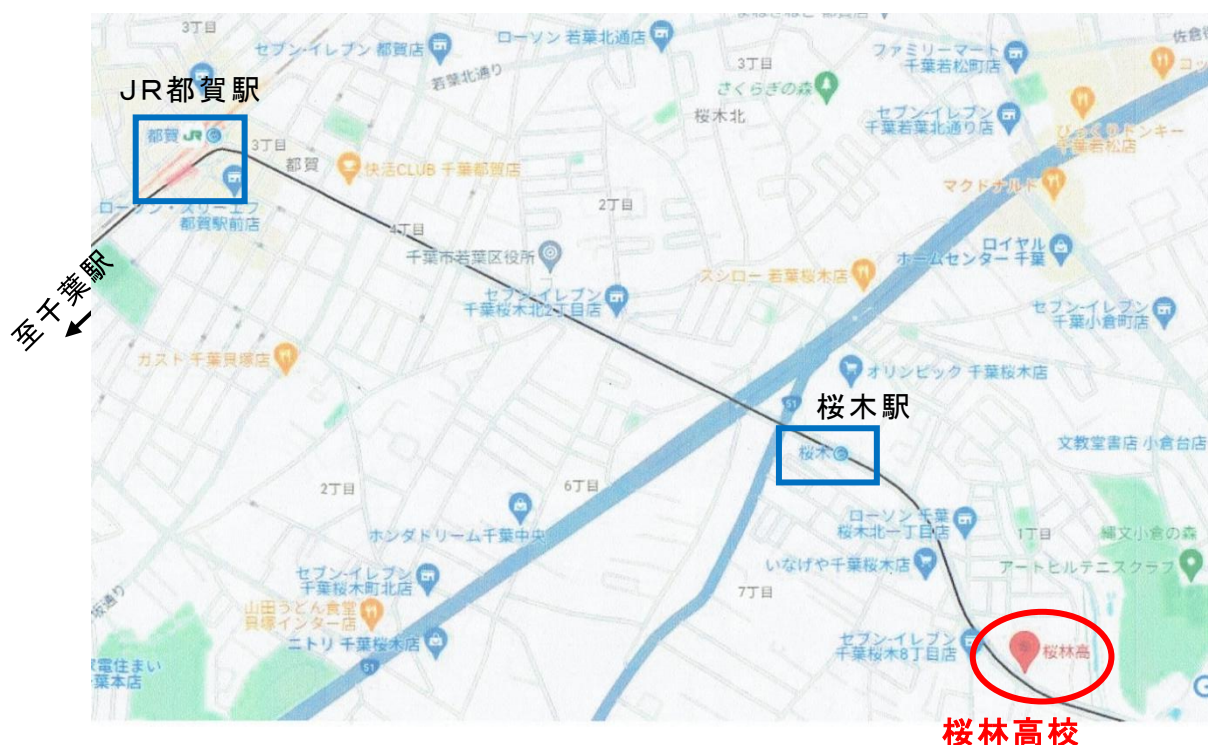 3丁目
セブン-イレブン 都賀店
ローソン 若葉北通店
若葉北通り
3丁目
さくらぎの森
桜木北
ファミリーマート
千葉若松町店
セブン-イレブン
千葉若葉北通り店
びっくりドンキー
千葉若松店
マクドナルド
JR都賀駅
都賀 JR
3丁目
都賀
快活CLUB 千葉都賀店
ローソン・スリーエフ
都賀駅前店
4丁目
2丁目
千葉市若葉区役所
セブン-イレブン
千葉桜木北2丁目店
スシロー 若葉桜木店
ロイヤル
ホームセンター 千葉
セブン-イレブン
千葉小倉町店
至千葉駅
ガスト 千葉貝塚店
オリンピック 千葉桜木店
51
桜木駅
桜木
文教堂書店 小倉台店
2丁目
6丁目
ホンダドリーム千葉中央
ローソン 千葉
桜木北一丁目店
1丁目
縄文小倉の森
いなげや千葉桜木店
アートヒルテニスクラブ
セブン-イレブン
千葉桜木町北店
7丁目
山田うどん食堂
貝塚インター店
ニトリ 千葉桜木店
51
セブン-イレブン
千葉桜木8丁目店
桜林高
桜林高校